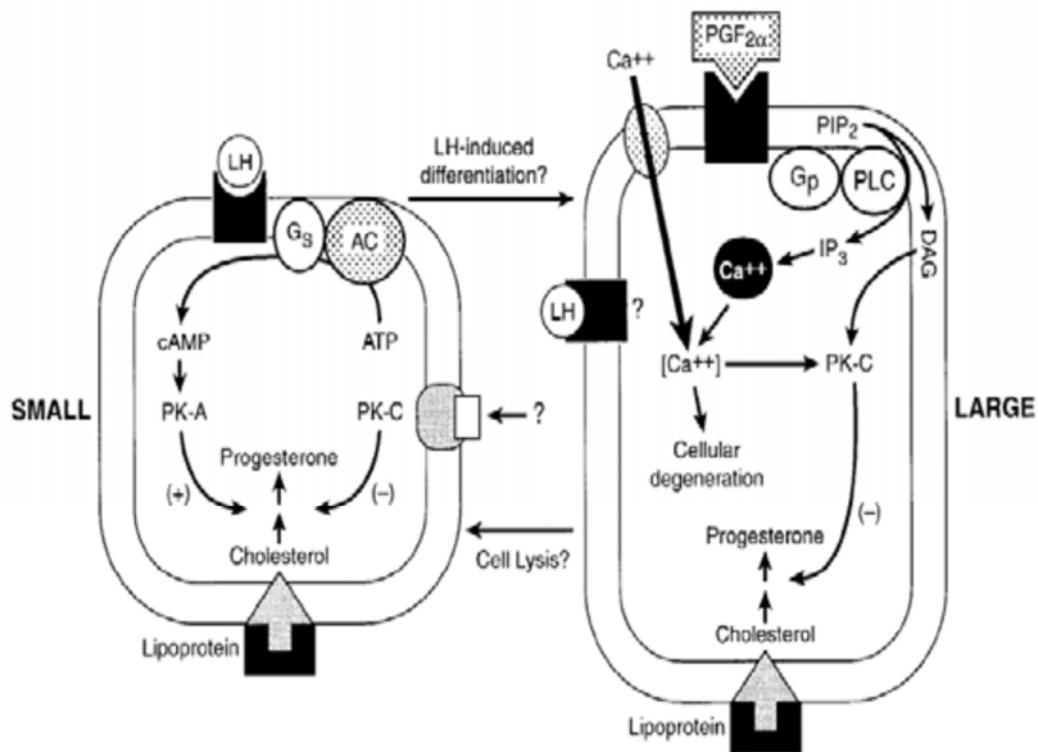 PGF2α
Ca++
PIP2
LH-induced
differentiation?
LH
Gs
AC
Gp
PLC
IP3
DAG
Ca++
LH
?
cAMP
ATP
[Ca++]
PK-C
SMALL
PK-A
PK-C
?
LARGE
Cellular
degeneration
Progesterone
(+)
(–)
(–)
Progesterone
Cholesterol
Cell Lysis?
Cholesterol
Lipoprotein
Lipoprotein